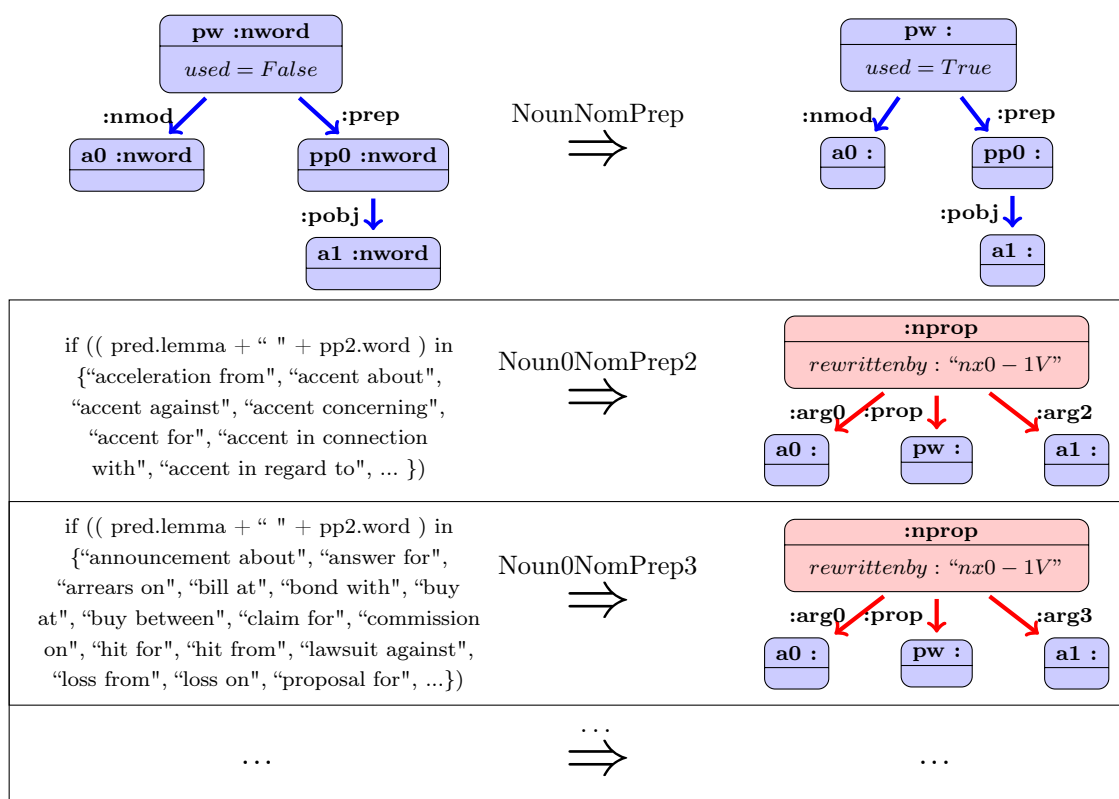 pw :nword
used = False
:nmod
:prep
a0 :nword
pp0 :nword
:pobj
a1 :nword
NounNomPrep
⇒
pw :
used = True
:nmod
:prep
a0 :
pp0 :
:pobj
a1 :
if (( pred.lemma + “ " + pp2.word ) in
{“acceleration from", “accent about",
“accent against", “accent concerning",
“accent for", “accent in connection
with", “accent in regard to", ... })
Noun0NomPrep2
⇒
:nprop
rewrittenby : “nx0 − 1V”
:arg0
:prop
:arg2
a0 :
pw :
a1 :
if (( pred.lemma + “ " + pp2.word ) in
{“announcement about", “answer for",
“arrears on", “bill at", “bond with", “buy
at", “buy between", “claim for", “commission
on", “hit for", “hit from", “lawsuit against",
“loss from", “loss on", “proposal for", ...})
Noun0NomPrep3
⇒
:nprop
rewrittenby : “nx0 − 1V”
:arg0
:prop
:arg3
a0 :
pw :
a1 :
...
...
⇒
...